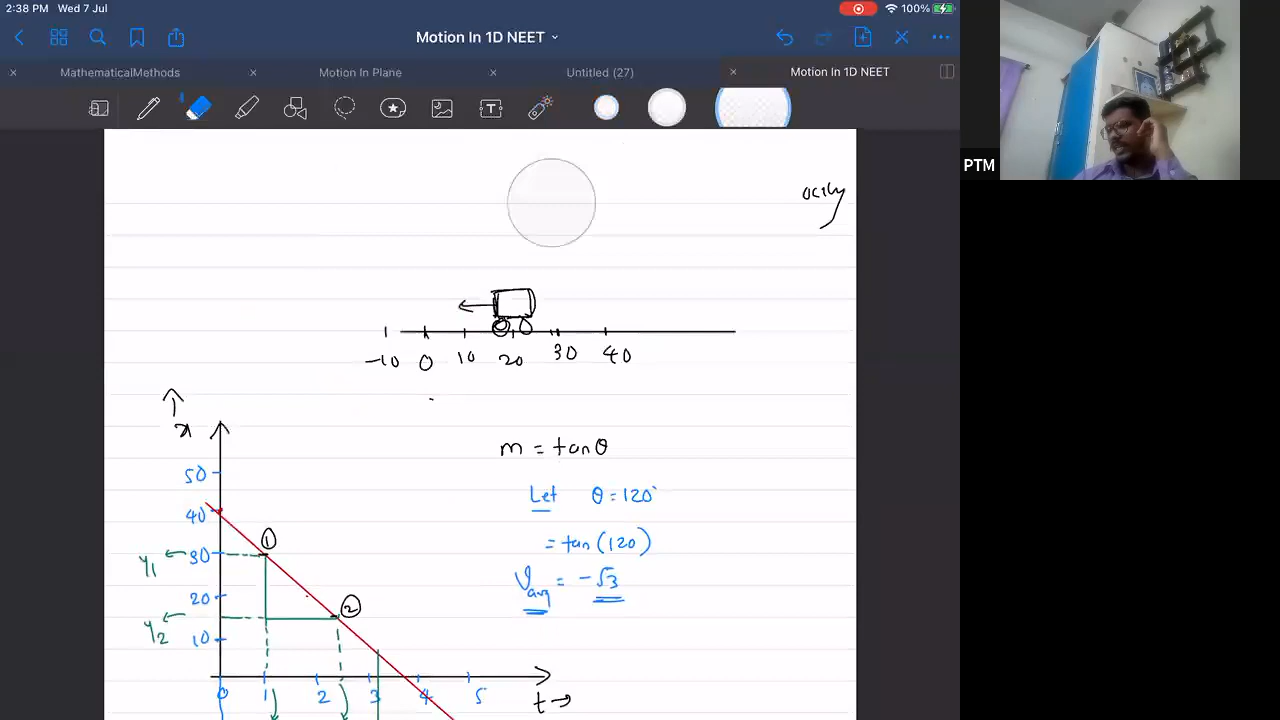 2:38 PM Wed 7 Jul
100%
Motion In 1D NEET
MathematicalMethods
Motion In Plane
Untitled (27)
Motion In 1D NEET
T
PTM
ocity
-10 0 10 20 30 40
x
50
40
30
20
10
y1
y2
1
2
0 1 2 3 4 5
t →
m = tanθ
Let θ = 120°
= tan(120)
Vavg = -√3